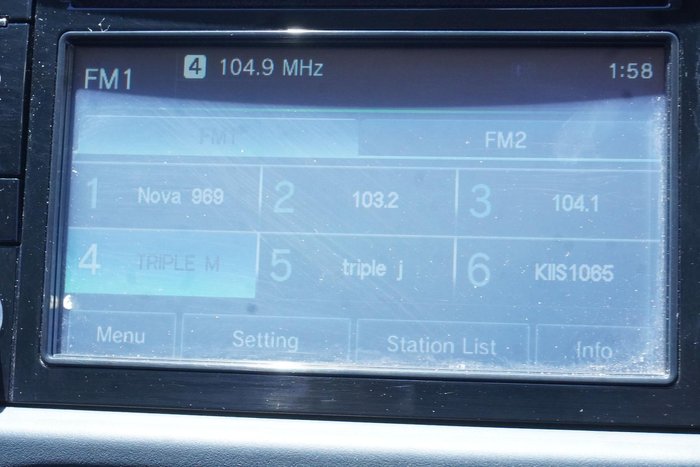 FM1 4 104.9 MHz 1:58
FM1 FM2
1 Nova 969 2 103.2 3 104.1
4 TRIPLE M 5 triple j 6 KIIS1065
Menu Setting Station List Info